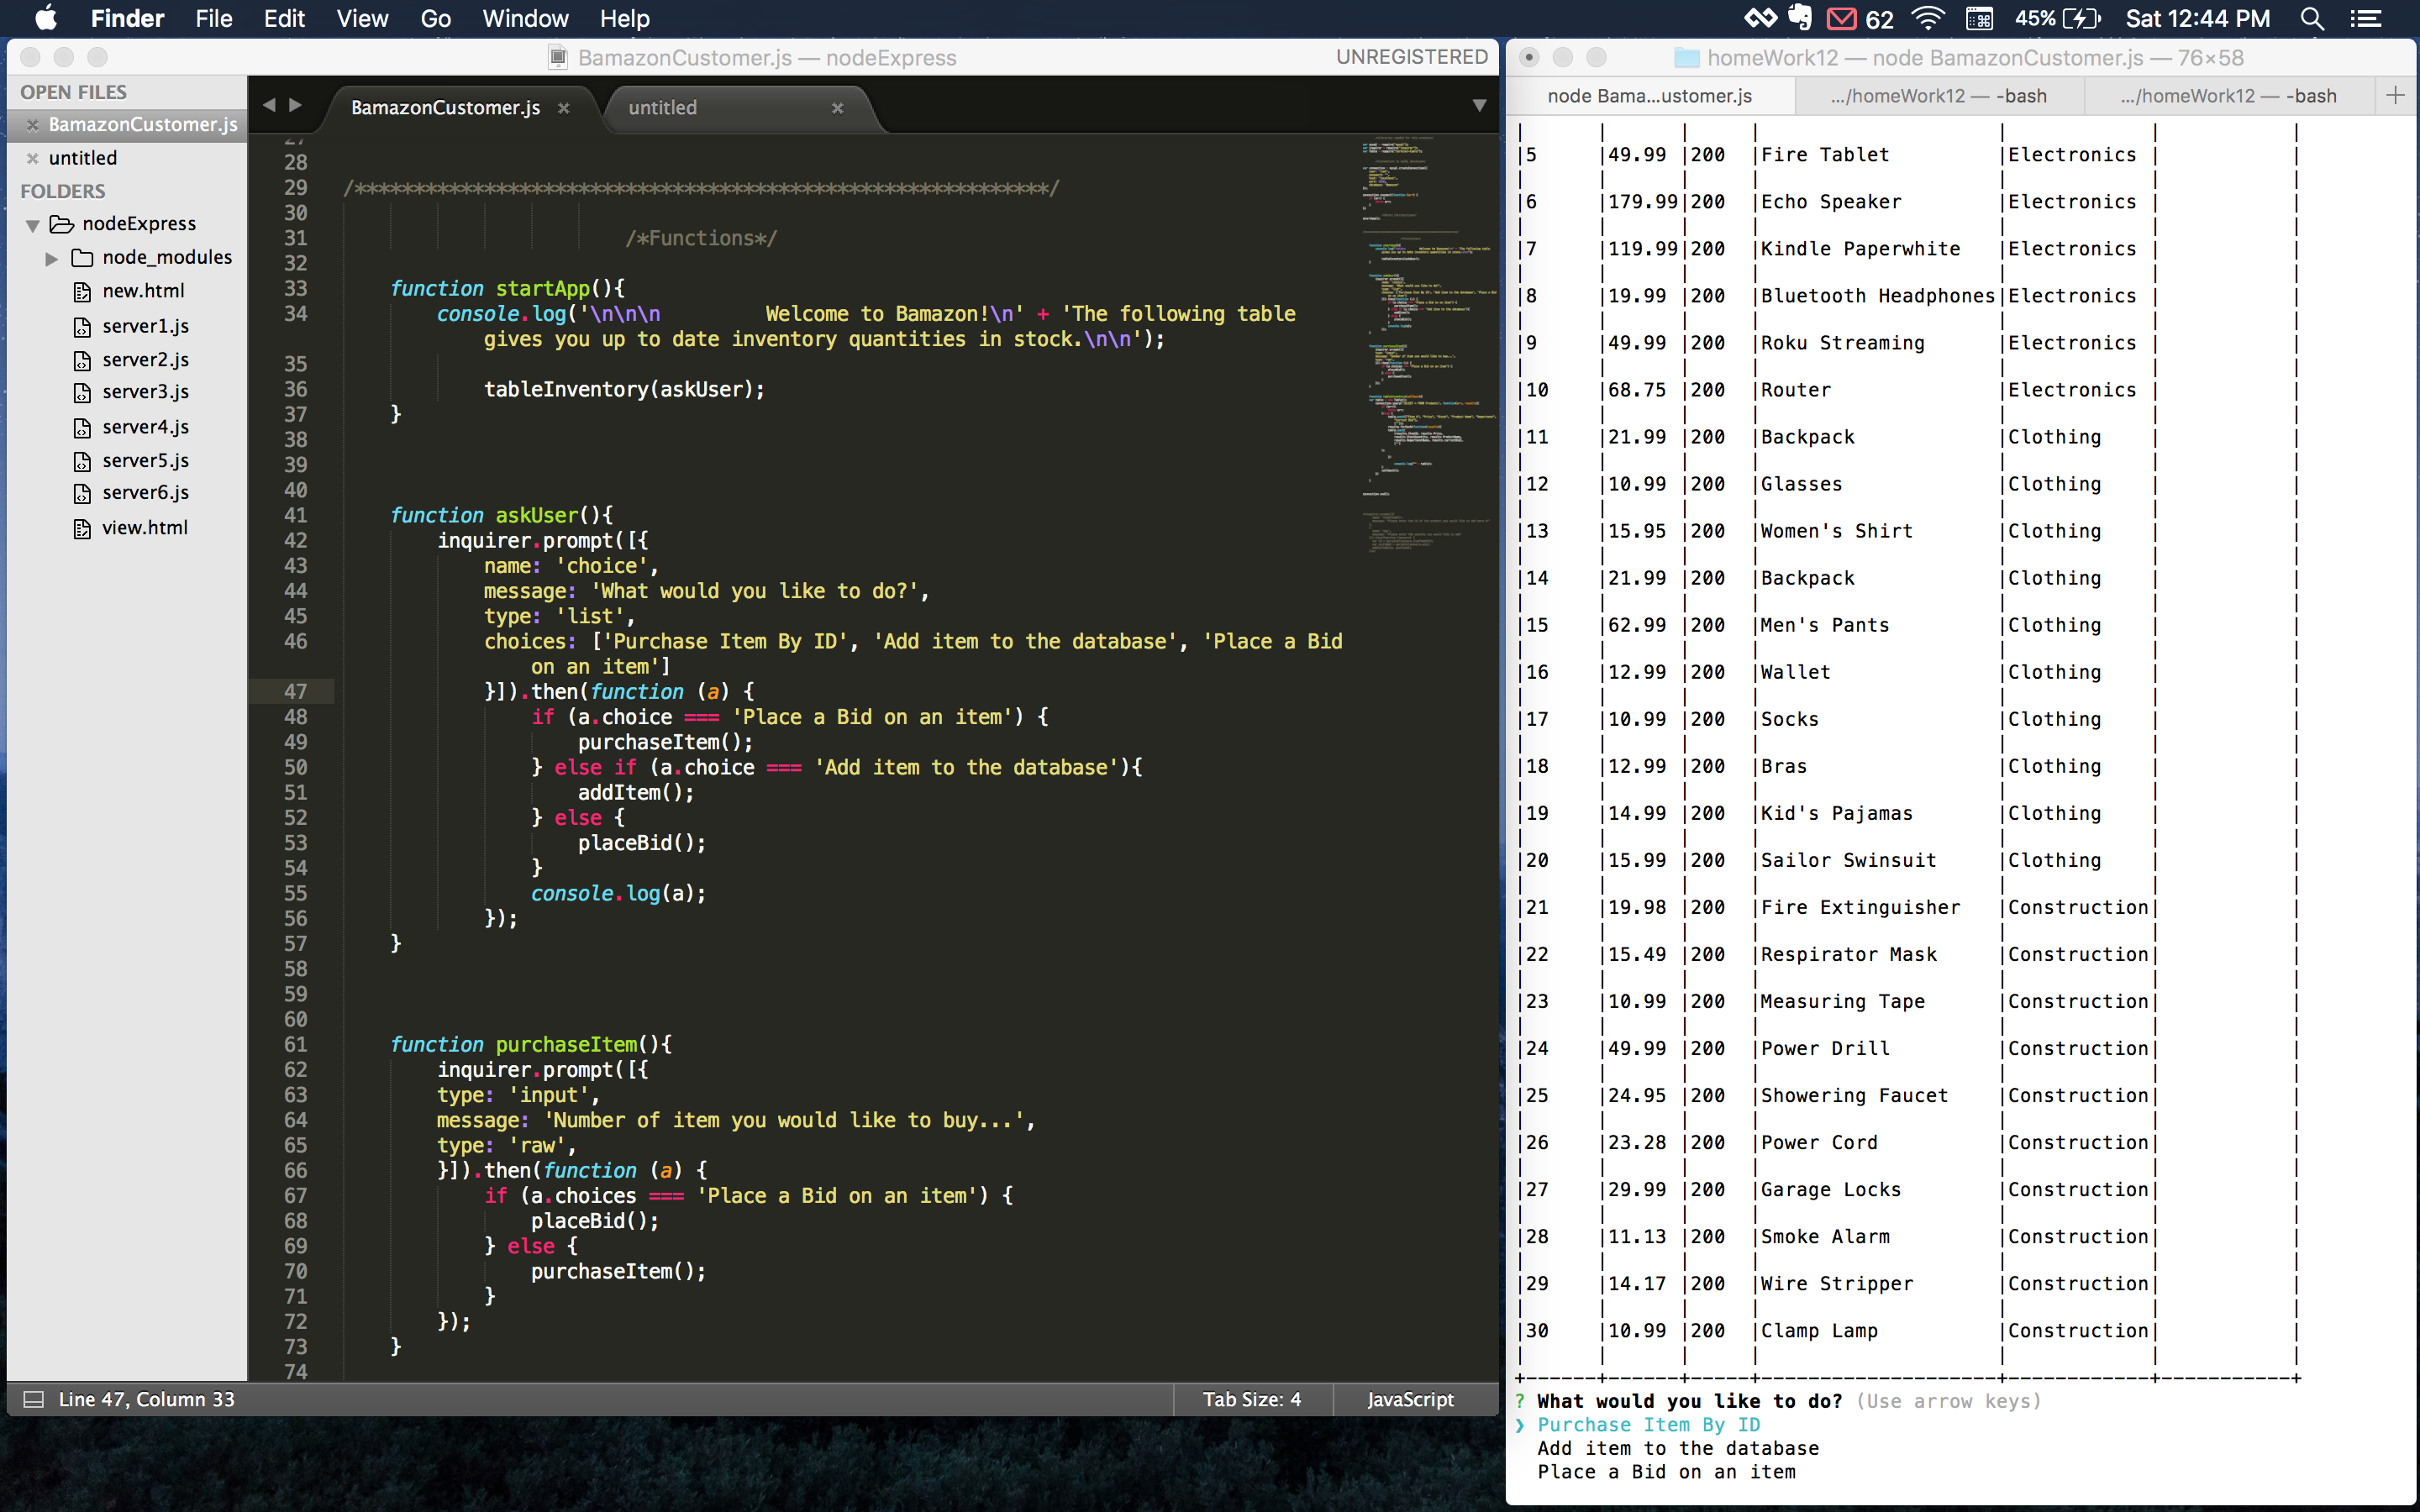 Finder File Edit View Go Window Help 62 45% Sat 12:44 PM
BamazonCustomer.js — nodeExpress UNREGISTERED
OPEN FILES
BamazonCustomer.js
untitled
FOLDERS
nodeExpress
node_modules
new.html
server1.js
server2.js
server3.js
server4.js
server5.js
server6.js
view.html
BamazonCustomer.js untitled
28
29 /***********************************************************/
30
31 /*Functions*/
32
33 function startApp(){
34 console.log('\n\n\n Welcome to Bamazon!\n' + 'The following table
gives you up to date inventory quantities in stock.\n\n');
35
36 tableInventory(askUser);
37 }
38
39
40
41 function askUser(){
42 inquirer.prompt([{
43 name: 'choice',
44 message: 'What would you like to do?',
45 type: 'list',
46 choices: ['Purchase Item By ID', 'Add item to the database', 'Place a Bid
on an item']
47 }]).then(function (a) {
48 if (a.choice === 'Place a Bid on an item') {
49 purchaseItem();
50 } else if (a.choice === 'Add item to the database'){
51 addItem();
52 } else {
53 placeBid();
54 }
55 console.log(a);
56 });
57 }
58
59
60
61 function purchaseItem(){
62 inquirer.prompt([{
63 type: 'input',
64 message: 'Number of item you would like to buy...',
65 type: 'raw',
66 }]).then(function (a) {
67 if (a.choices === 'Place a Bid on an item') {
68 placeBid();
69 } else {
70 purchaseItem();
71 }
72 });
73 }
74
Line 47, Column 33 Tab Size: 4 JavaScript
homeWork12 — node BamazonCustomer.js — 76×58
node Bama...ustomer.js .../homeWork12 — -bash .../homeWork12 — -bash
|5 |49.99 |200 |Fire Tablet |Electronics | |
|6 |179.99|200 |Echo Speaker |Electronics | |
|7 |119.99|200 |Kindle Paperwhite |Electronics | |
|8 |19.99 |200 |Bluetooth Headphones|Electronics | |
|9 |49.99 |200 |Roku Streaming |Electronics | |
|10 |68.75 |200 |Router |Electronics | |
|11 |21.99 |200 |Backpack |Clothing | |
|12 |10.99 |200 |Glasses |Clothing | |
|13 |15.95 |200 |Women's Shirt |Clothing | |
|14 |21.99 |200 |Backpack |Clothing | |
|15 |62.99 |200 |Men's Pants |Clothing | |
|16 |12.99 |200 |Wallet |Clothing | |
|17 |10.99 |200 |Socks |Clothing | |
|18 |12.99 |200 |Bras |Clothing | |
|19 |14.99 |200 |Kid's Pajamas |Clothing | |
|20 |15.99 |200 |Sailor Swinsuit |Clothing | |
|21 |19.98 |200 |Fire Extinguisher |Construction| |
|22 |15.49 |200 |Respirator Mask |Construction| |
|23 |10.99 |200 |Measuring Tape |Construction| |
|24 |49.99 |200 |Power Drill |Construction| |
|25 |24.95 |200 |Showering Faucet |Construction| |
|26 |23.28 |200 |Power Cord |Construction| |
|27 |29.99 |200 |Garage Locks |Construction| |
|28 |11.13 |200 |Smoke Alarm |Construction| |
|29 |14.17 |200 |Wire Stripper |Construction| |
|30 |10.99 |200 |Clamp Lamp |Construction| |
? What would you like to do? (Use arrow keys)
❯ Purchase Item By ID
Add item to the database
Place a Bid on an item